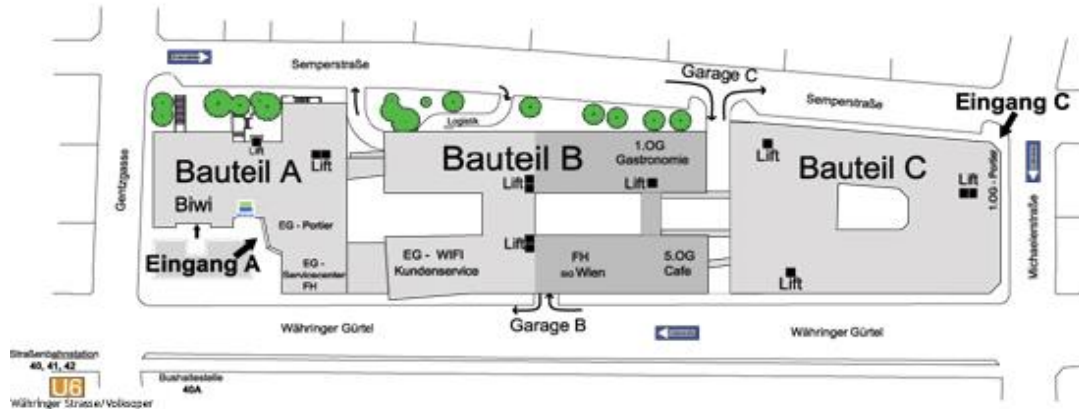 Semperstraße
Garage C
Semperstraße
Eingang C
Logistik
Lift
Bauteil A
Lift
Bauteil B
1.OG
Gastronomie
Lift
Bauteil C
Gentzgasse
Biwi
Lift
Lift
Lift
1.OG - Portier
Michaelerstraße
EG - Portier
Eingang A
EG -
Servicecenter
FH
EG - WIFI
Kundenservice
Lift
FH
Wien
5.OG
Cafe
Lift
Garage B
Währinger Gürtel
Währinger Gürtel
Straßenbahnstation
40, 41, 42
U6
Währinger Strasse/Volksoper
Bushaltestelle
40A